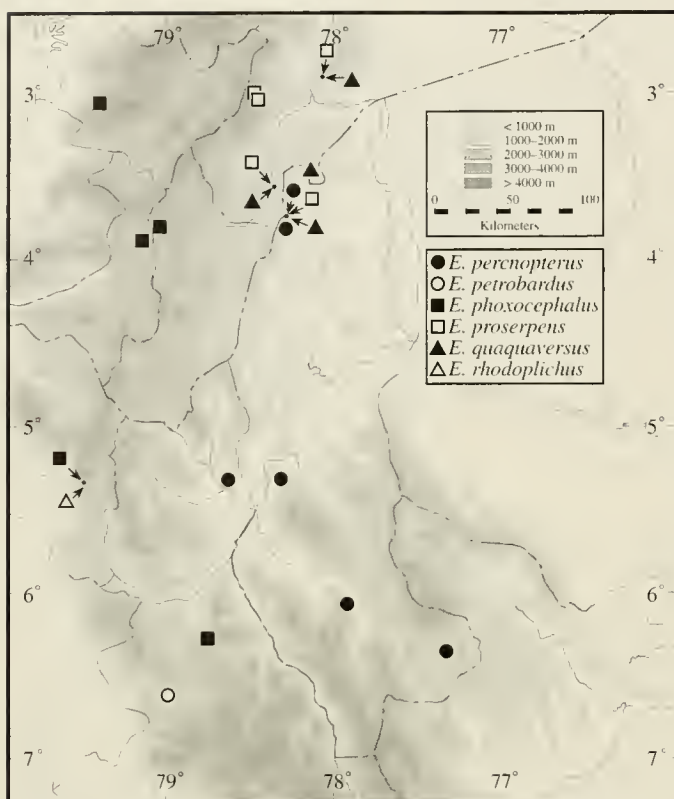 79° 78° 77°
3° 3°
< 1000 m
1000–2000 m
2000–3000 m
3000–4000 m
> 4000 m
0 50 100
Kilometers
4° 4°
E. percnopterus
E. petrobardus
E. phoxocephalus
E. proserpens
E. quaquaversus
E. rhodoplichus
5° 5°
6° 6°
7° 7°
79° 78° 77°